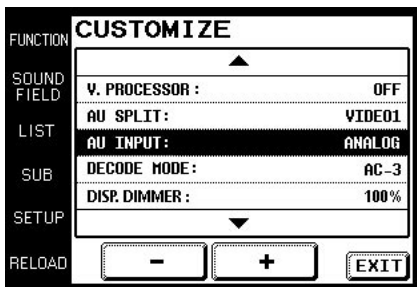 CUSTOMIZE
FUNCTION
SOUND
FIELD
LIST
SUB
SETUP
RELOAD
V. PROCESSOR : OFF
AU SPLIT: VIDEO1
AU INPUT: ANALOG
DECODE MODE: AC-3
DISP. DIMMER : 100%
- + EXIT